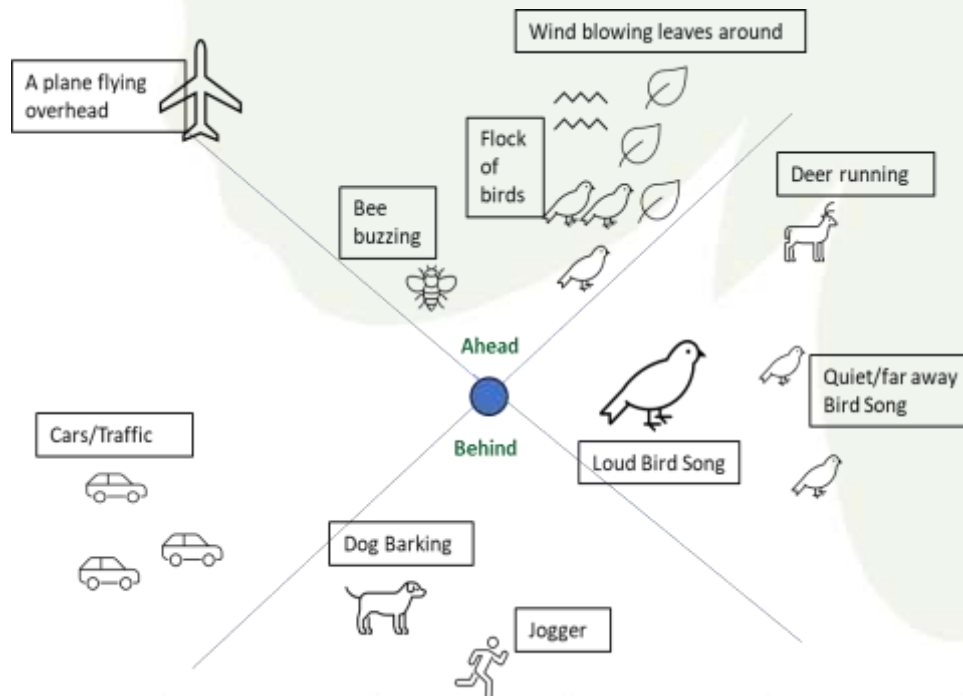 Wind blowing leaves around
A plane flying
overhead
Flock
of
birds
Deer running
Bee
buzzing
Ahead
Quiet/far away
Bird Song
Cars/Traffic
Behind
Loud Bird Song
Dog Barking
Jogger